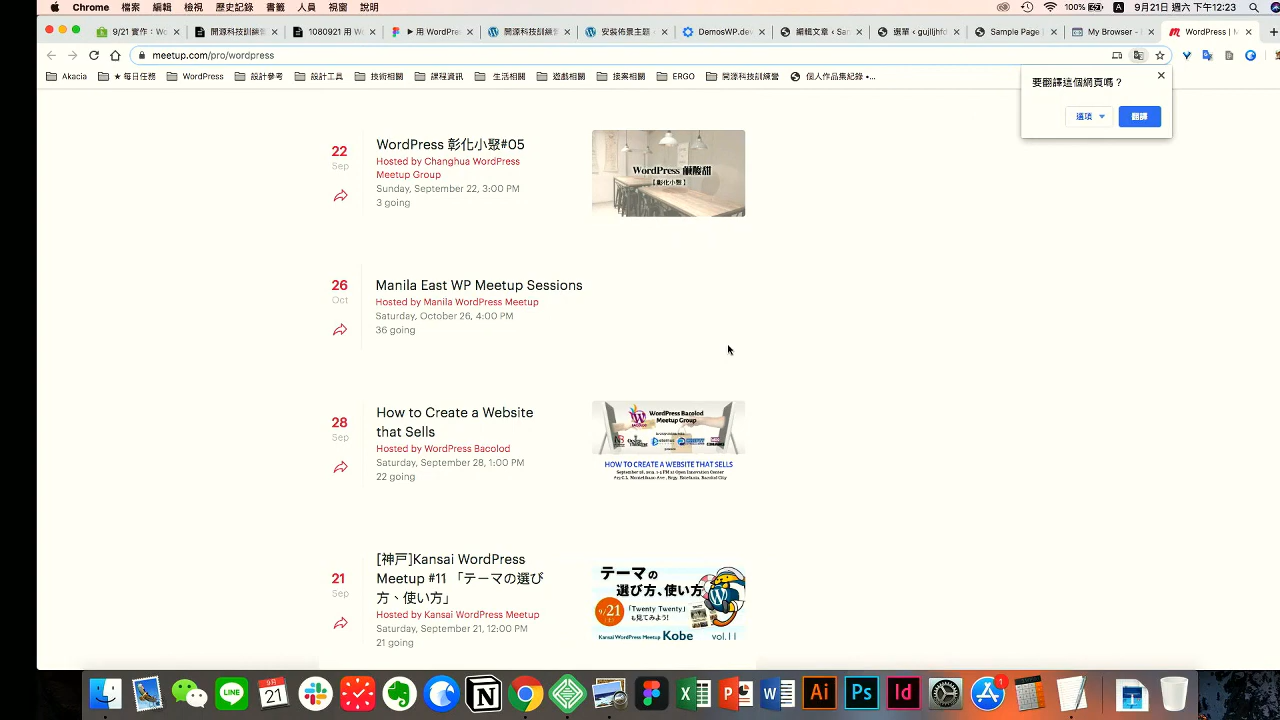 Chrome 檔案 編輯 檢視 歷史記錄 書籤 人員 視窗 說明
100% A 9月21日 週六 下午12:23
9/21 實作：Wo
開源科技訓練營
1080921 用 W
▶ 用 WordPre
開源科技訓
安裝佈景主題
DemosWP.dev
編輯文章 ‹ Sam
選單 ‹ gujljhfd
Sample Page
My Browser -
WordPress | M
meetup.com/pro/wordpress
Akacia
★ 每日任務
WordPress
設計參考
設計工具
技術相關
課程資訊
生活相關
遊戲相關
接案相關
ERGO
開源科技訓練營
個人作品集紀錄 •...
要翻譯這個網頁嗎？
選項
翻譯
22
Sep
WordPress 彰化小聚#05
Hosted by Changhua WordPress
Meetup Group
Sunday, September 22, 3:00 PM
3 going
WordPress 鹹酸甜
【彰化小聚】
26
Oct
Manila East WP Meetup Sessions
Hosted by Manila WordPress Meetup
Saturday, October 26, 4:00 PM
36 going
28
Sep
How to Create a Website
that Sells
Hosted by WordPress Bacolod
Saturday, September 28, 1:00 PM
22 going
WordPress Bacolod
Meetup Group
HOW TO CREATE A WEBSITE THAT SELLS
21
Sep
[神戸]Kansai WordPress
Meetup #11 「テーマの選び
方、使い方」
Hosted by Kansai WordPress Meetup
Saturday, September 21, 12:00 PM
21 going
テーマの
選び方、使い方
9/21
「Twenty Twenty」
も見てみよう!
Kansai WordPress Meetup Kobe vol.11
LINE
9月
21
Ai
Ps
Id
1